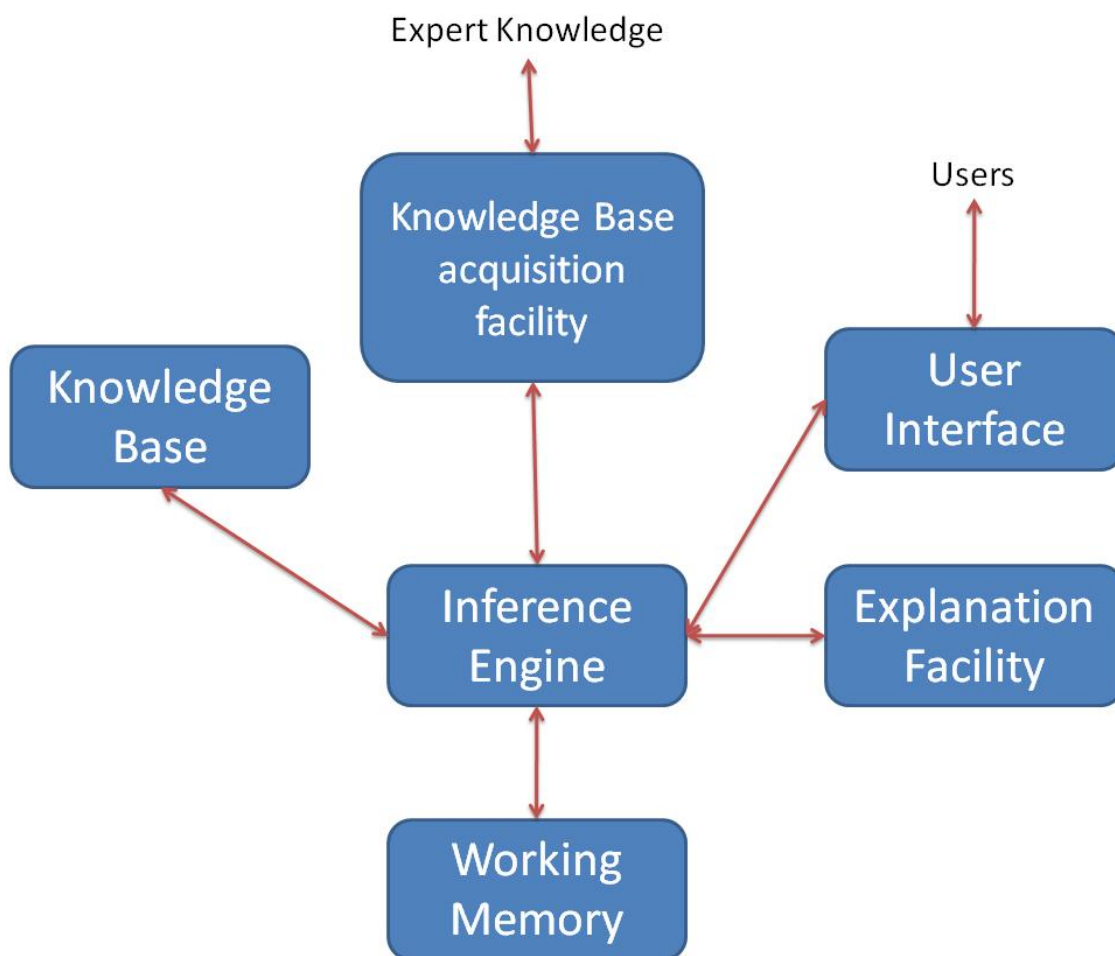 Expert Knowledge
Users
Knowledge Base
acquisition
facility
Knowledge
Base
User
Interface
Inference
Engine
Explanation
Facility
Working
Memory